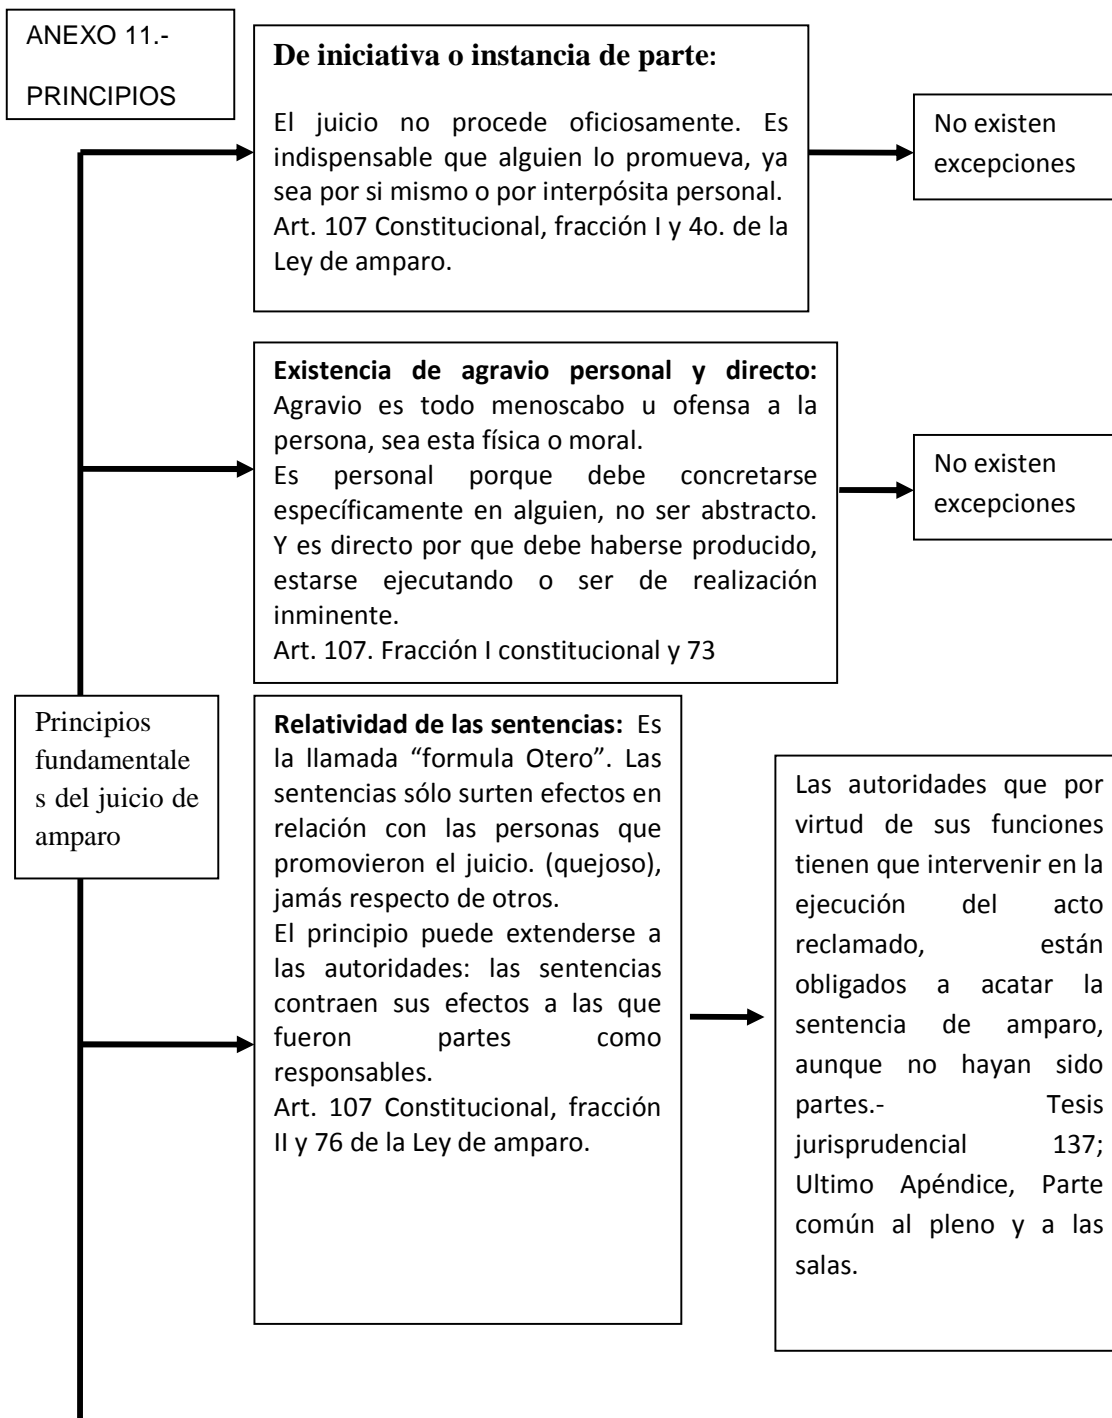 ANEXO 11.-
PRINCIPIOS
De iniciativa o instancia de parte:
El juicio no procede oficiosamente. Es
indispensable que alguien lo promueva, ya
sea por si mismo o por interpósita personal.
Art. 107 Constitucional, fracción I y 4o. de la
Ley de amparo.
No existen
excepciones
Existencia de agravio personal y directo:
Agravio es todo menoscabo u ofensa a la
persona, sea esta física o moral.
Es personal porque debe concretarse
específicamente en alguien, no ser abstracto.
Y es directo por que debe haberse producido,
estarse ejecutando o ser de realización
inminente.
Art. 107. Fracción I constitucional y 73
No existen
excepciones
Principios
fundamentale
s del juicio de
amparo
Relatividad de las sentencias: Es
la llamada “formula Otero”. Las
sentencias sólo surten efectos en
relación con las personas que
promovieron el juicio. (quejoso),
jamás respecto de otros.
El principio puede extenderse a
las autoridades: las sentencias
contraen sus efectos a las que
fueron partes como
responsables.
Art. 107 Constitucional, fracción
II y 76 de la Ley de amparo.
Las autoridades que por
virtud de sus funciones
tienen que intervenir en la
ejecución del acto
reclamado, están
obligados a acatar la
sentencia de amparo,
aunque no hayan sido
partes.- Tesis
jurisprudencial 137;
Ultimo Apéndice, Parte
común al pleno y a las
salas.